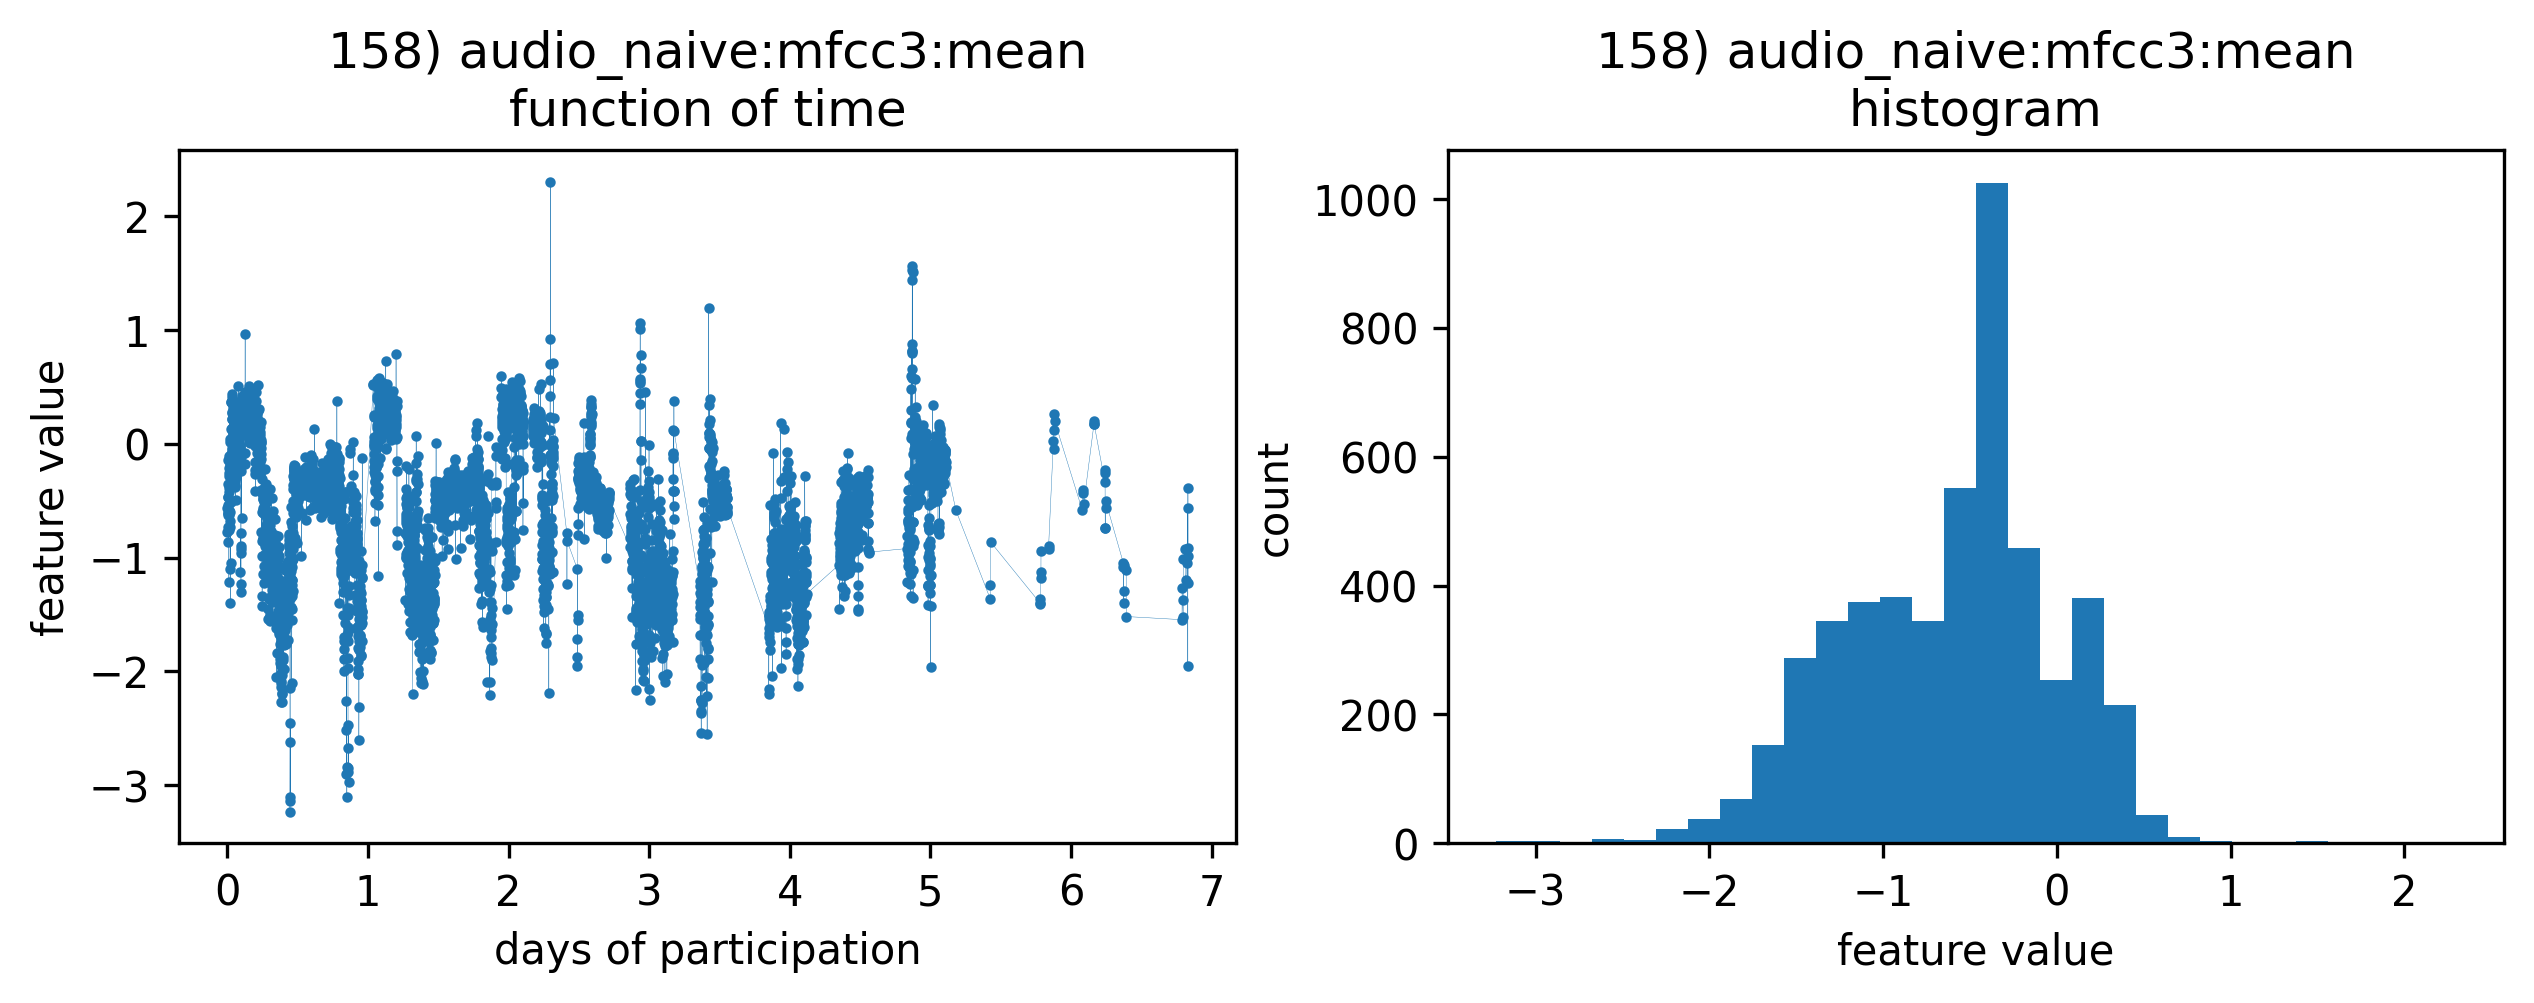 158) audio_naive:mfcc3:mean
function of time
2
1
0
−1
−2
−3
feature value
0 1 2 3 4 5 6 7
days of participation
158) audio_naive:mfcc3:mean
histogram
1000
800
600
400
200
0
count
−3 −2 −1 0 1 2
feature value